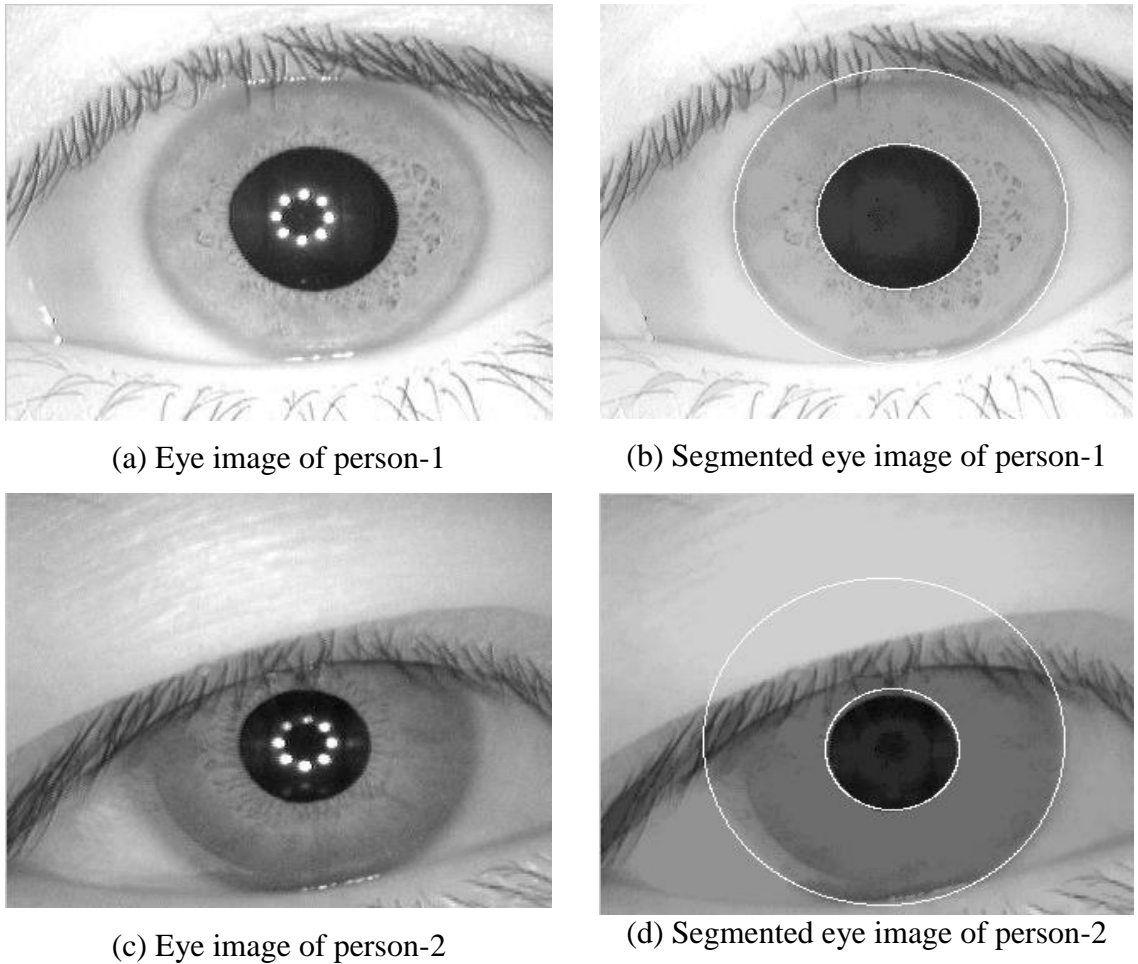 (a) Eye image of person-1
(b) Segmented eye image of person-1
(c) Eye image of person-2
(d) Segmented eye image of person-2